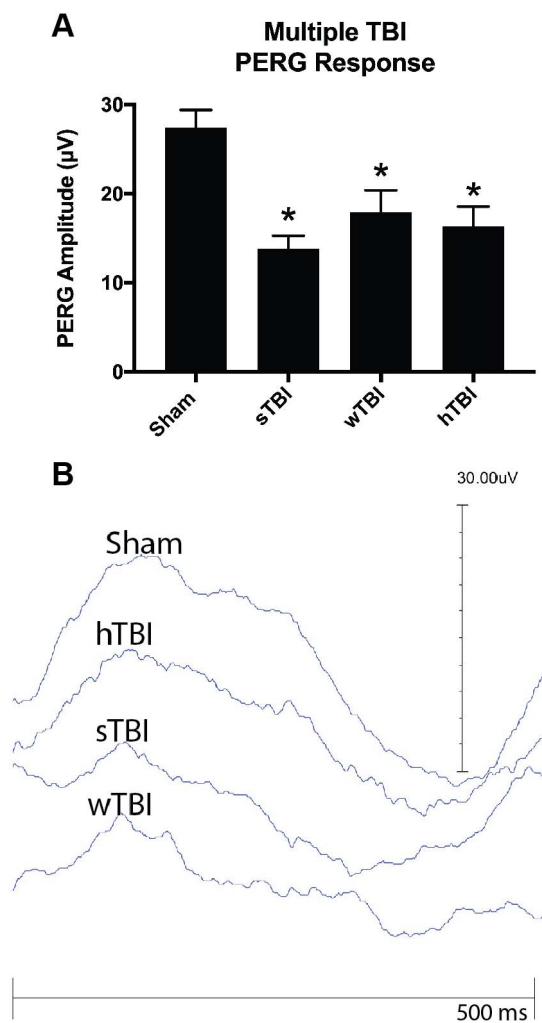 A
Multiple TBI
PERG Response
PERG Amplitude (µV)
30
20
10
0
*
*
*
Sham
sTBI
wTBI
hTBI
B
30.00uV
Sham
hTBI
sTBI
wTBI
500 ms